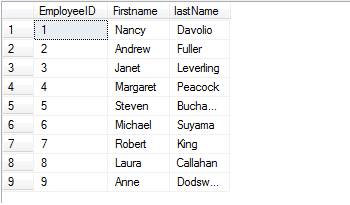 EmployeeID Firstname lastName
1 1 Nancy Davolio
2 2 Andrew Fuller
3 3 Janet Leverling
4 4 Margaret Peacock
5 5 Steven Bucha...
6 6 Michael Suyama
7 7 Robert King
8 8 Laura Callahan
9 9 Anne Dodsw...